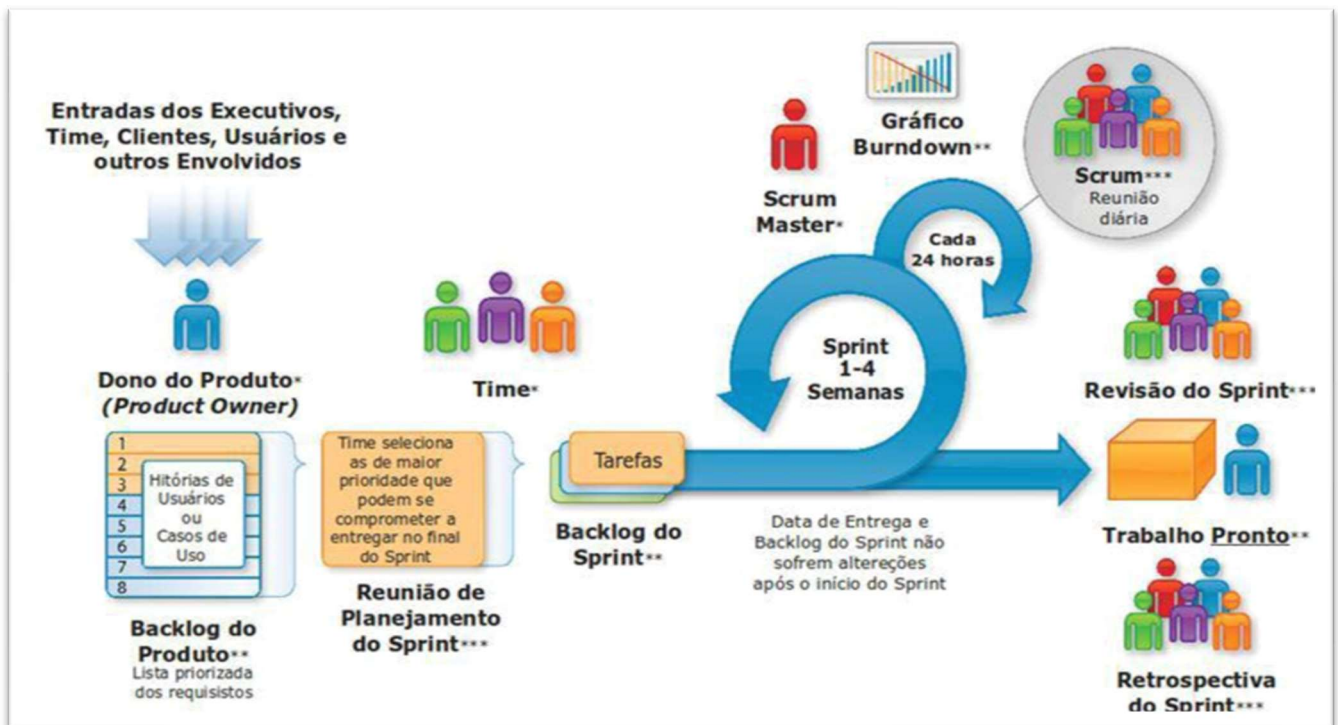 Entradas dos Executivos,
Time, Clientes, Usuários e
outros Envolvidos
Dono do Produto*
(Product Owner)
1
2
3
4
5
6
7
8
Hitórias de
Usuários
ou
Casos de
Uso
Backlog do
Produto**
Lista priorizada
dos requisistos
Time*
Time seleciona
as de maior
prioridade que
podem se
comprometer a
entregar no final
do Sprint
Reunião de
Planejamento
do Sprint***
Tarefas
Backlog do
Sprint**
Scrum
Master*
Gráfico
Burndown**
Cada
24 horas
Scrum***
Reunião
diária
Sprint
1-4
Semanas
Data de Entrega e
Backlog do Sprint não
sofrem altereções
após o início do Sprint
Revisão do Sprint***
Trabalho Pronto**
Retrospectiva
do Sprint***